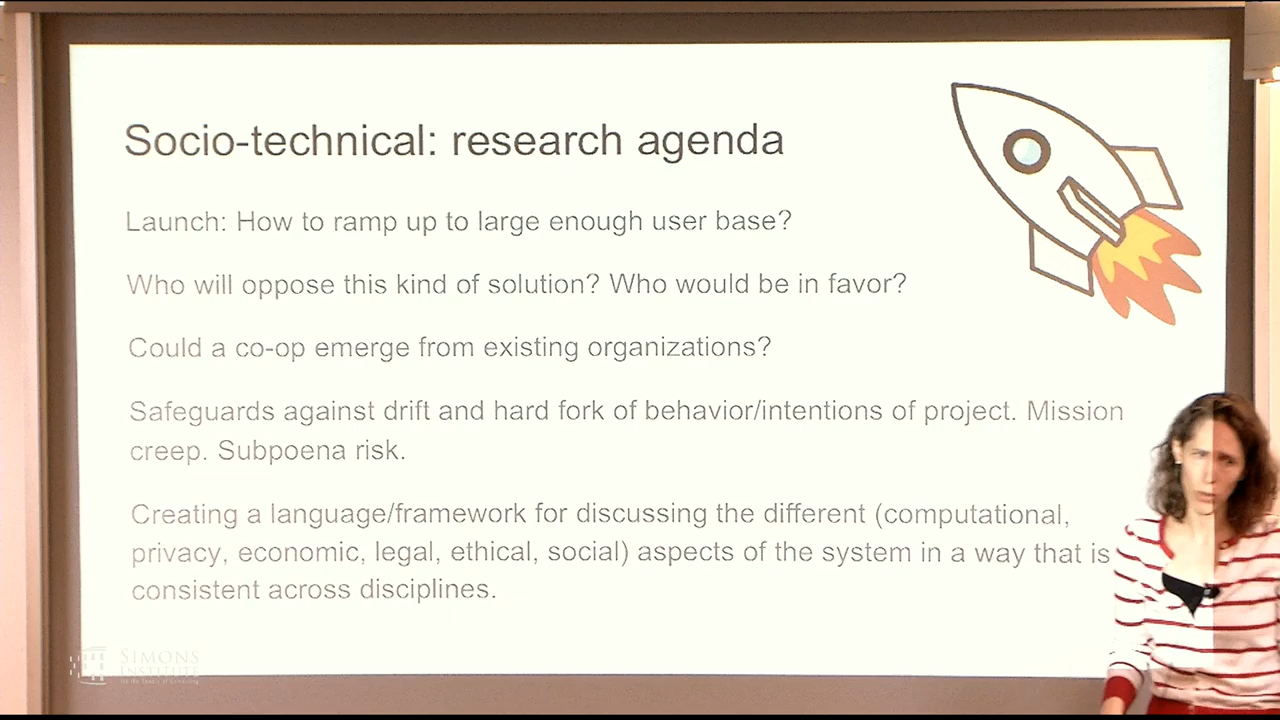 Socio-technical: research agenda
Launch: How to ramp up to large enough user base?
Who will oppose this kind of solution? Who would be in favor?
Could a co-op emerge from existing organizations?
Safeguards against drift and hard fork of behavior/intentions of project. Mission
creep. Subpoena risk.
Creating a language/framework for discussing the different (computational,
privacy, economic, legal, ethical, social) aspects of the system in a way that is
consistent across disciplines.
SIMONS
INSTITUTE